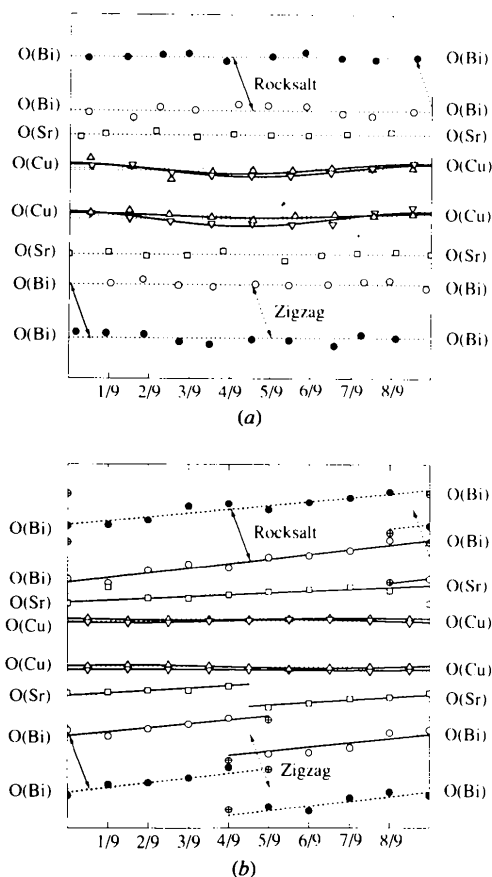 O(Bi) O(Bi)
Rocksalt
O(Bi) O(Bi)
O(Sr) O(Sr)
O(Cu) O(Cu)
O(Cu) O(Cu)
O(Sr) O(Sr)
O(Bi) O(Bi)
Zigzag
O(Bi) O(Bi)
1/9 2/9 3/9 4/9 5/9 6/9 7/9 8/9
(a)
O(Bi) O(Bi)
Rocksalt
O(Bi) O(Bi)
O(Sr) O(Sr)
O(Cu) O(Cu)
O(Cu) O(Cu)
O(Sr) O(Sr)
O(Bi) O(Bi)
Zigzag
O(Bi) O(Bi)
1/9 2/9 3/9 4/9 5/9 6/9 7/9 8/9
(b)